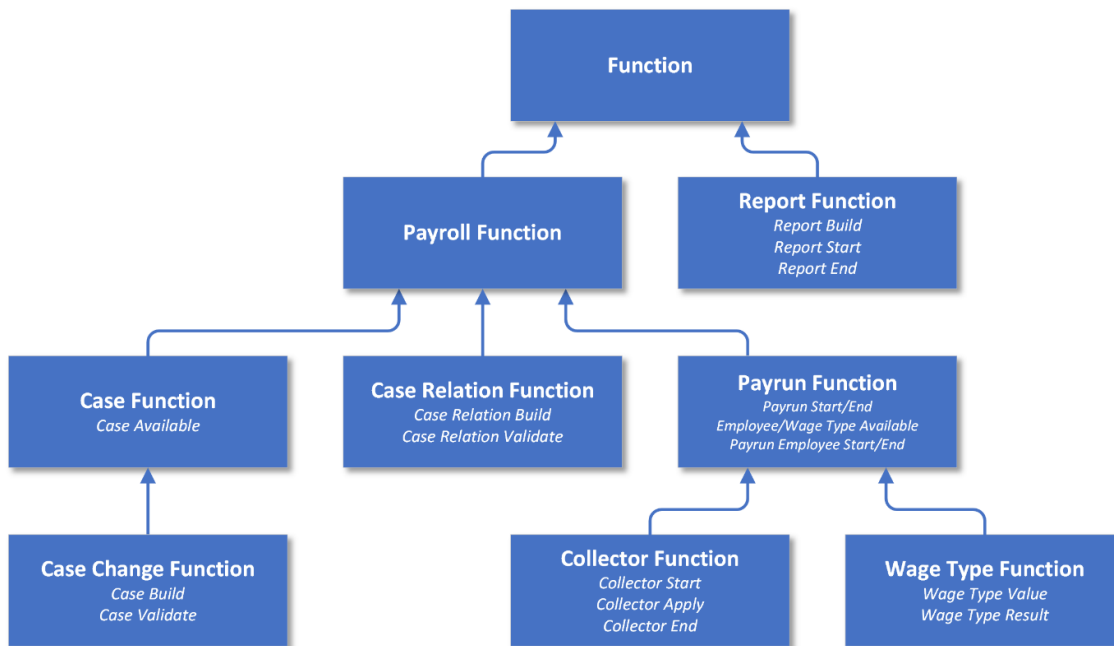 Function
Payroll Function
Report Function
Report Build
Report Start
Report End
Case Function
Case Available
Case Relation Function
Case Relation Build
Case Relation Validate
Payrun Function
Payrun Start/End
Employee/Wage Type Available
Payrun Employee Start/End
Case Change Function
Case Build
Case Validate
Collector Function
Collector Start
Collector Apply
Collector End
Wage Type Function
Wage Type Value
Wage Type Result